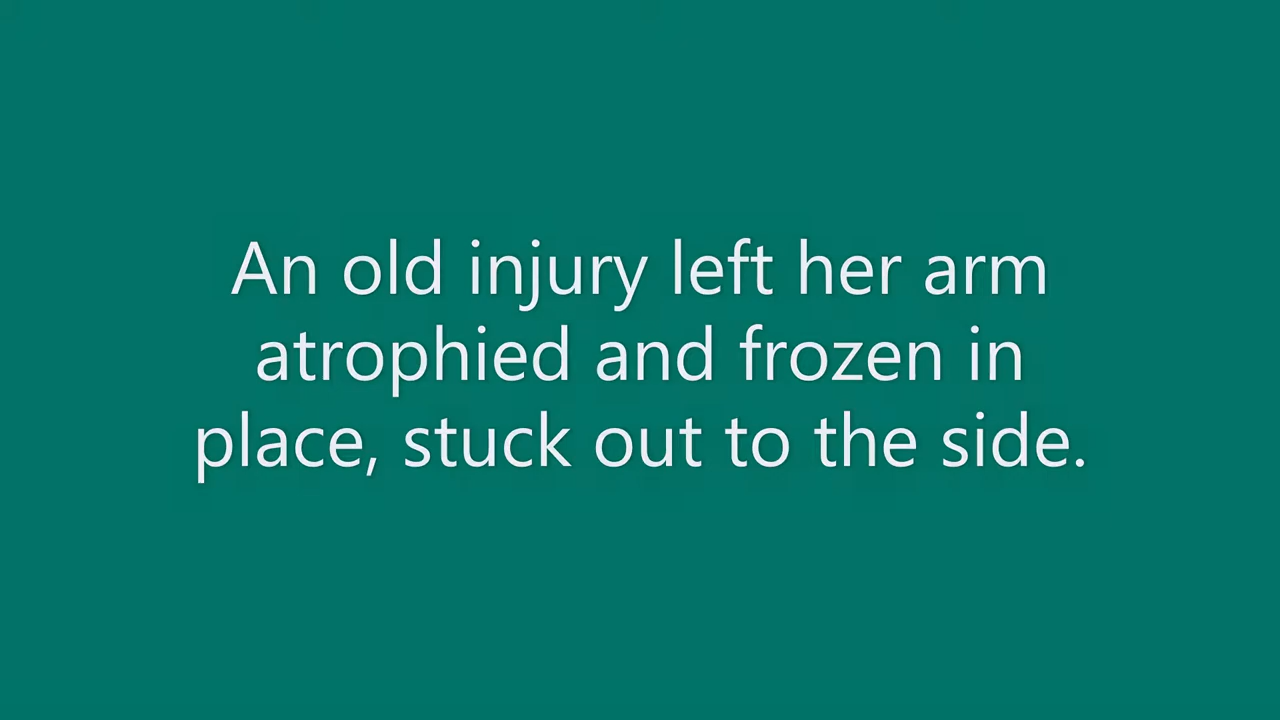 An old injury left her arm
atrophied and frozen in
place, stuck out to the side.